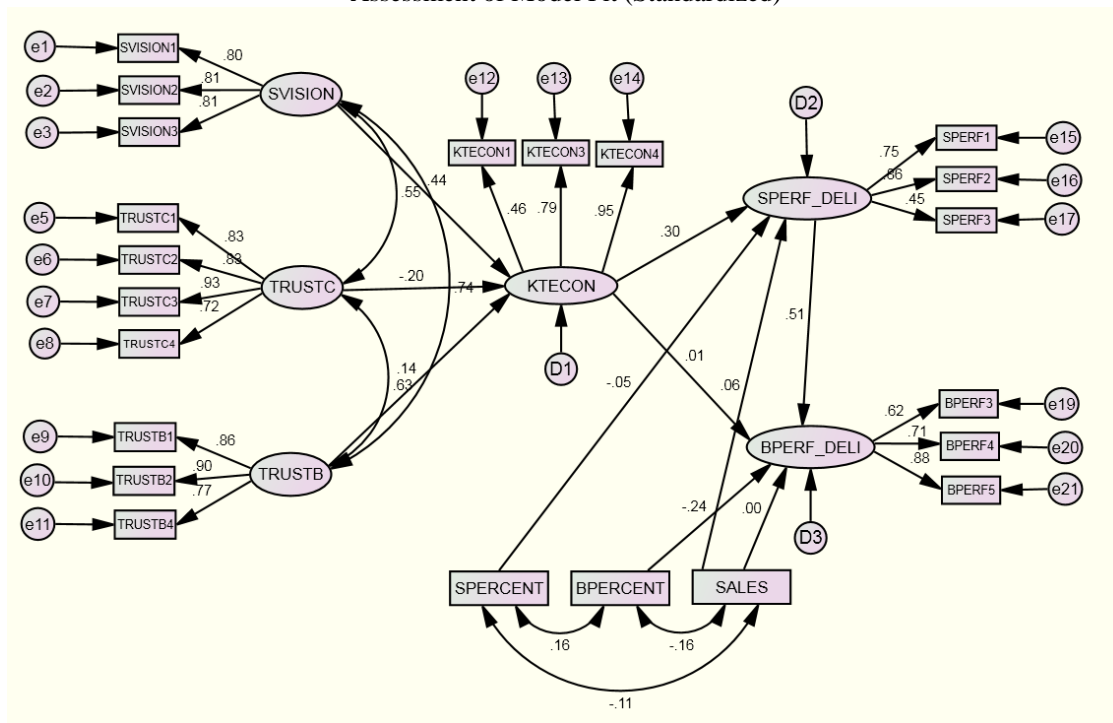 Assessment of Model Fit (Standardized)
e1
SVISION1
.80
e2
SVISION2
.81
e3
SVISION3
.81
SVISION
e5
TRUSTC1
.83
e6
TRUSTC2
.83
e7
TRUSTC3
.93
e8
TRUSTC4
.72
TRUSTC
e9
TRUSTB1
.86
e10
TRUSTB2
.90
e11
TRUSTB4
.77
TRUSTB
.55
.44
.74
-.20
.14
.63
e12
e13
e14
KTECON1
KTECON3
KTECON4
.46
.79
.95
KTECON
D1
.30
.01
-.05
.06
.51
-.24
.00
D2
SPERF_DELI
.75
SPERF1
e15
.86
SPERF2
e16
.45
SPERF3
e17
BPERF_DELI
.62
BPERF3
e19
.71
BPERF4
e20
.88
BPERF5
e21
D3
SPERCENT
BPERCENT
SALES
.16
-.16
-.11